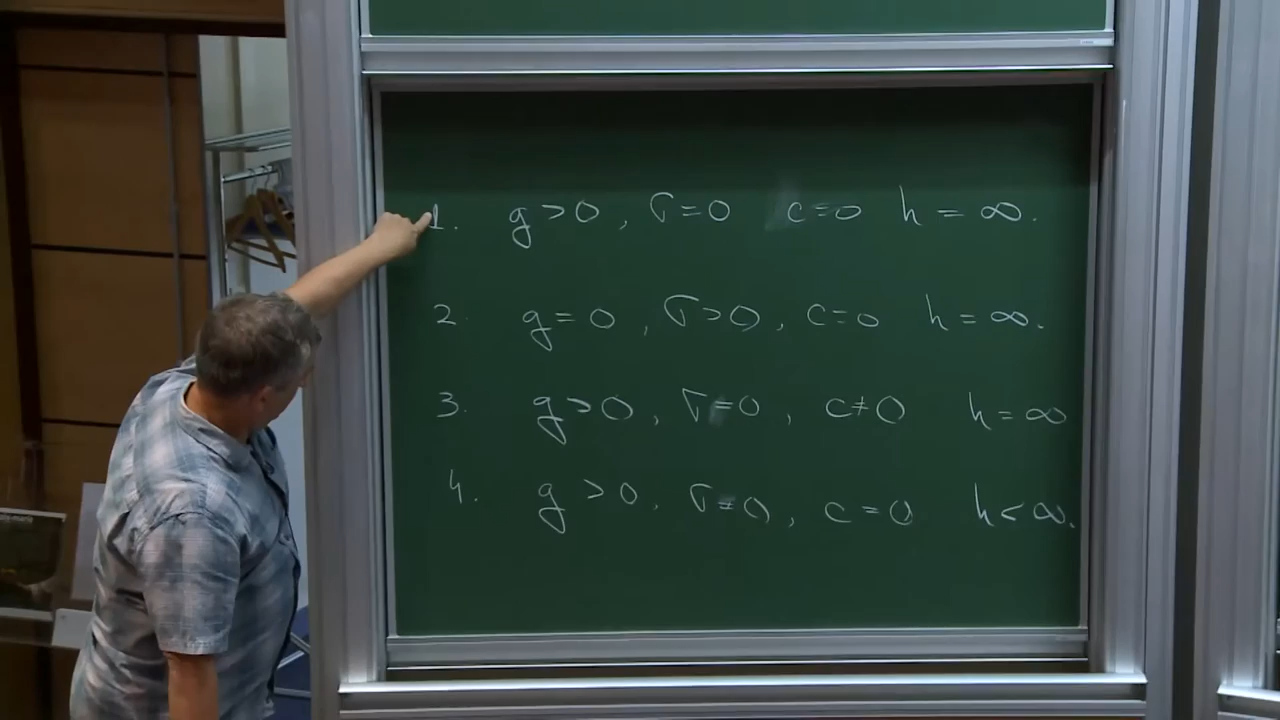 1. g > 0 , σ = 0 c = 0 h = ∞.
2. g = 0 , σ > 0 , c = 0 h = ∞.
3. g > 0 , σ = 0 , c ≠ 0 h = ∞
4. g > 0 , σ = 0 , c = 0 h < ∞.